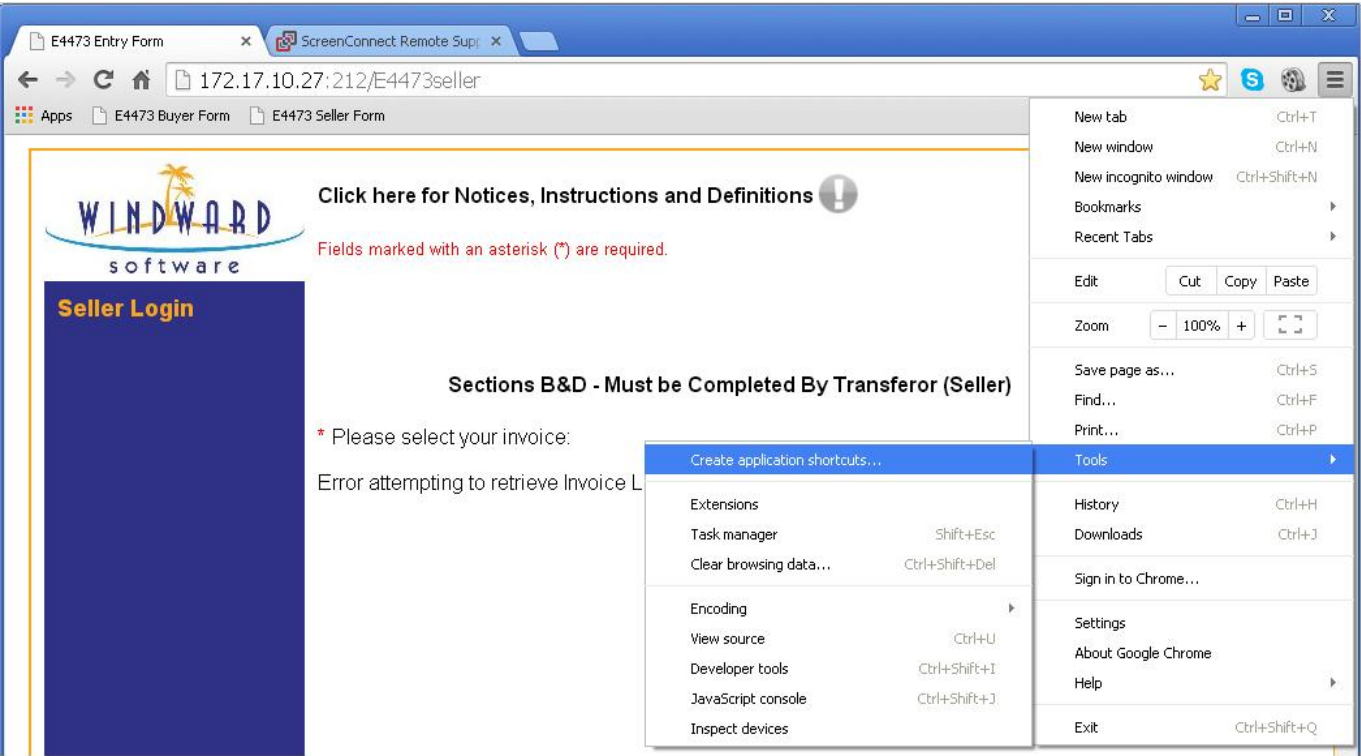 E4473 Entry Form
ScreenConnect Remote Supp
172.17.10.27:212/E4473seller
Apps E4473 Buyer Form E4473 Seller Form
WINDWARD
software
Seller Login
Click here for Notices, Instructions and Definitions
Fields marked with an asterisk (*) are required.
Sections B&D - Must be Completed By Transferor (Seller)
* Please select your invoice:
Error attempting to retrieve Invoice L
New tab Ctrl+T
New window Ctrl+N
New incognito window Ctrl+Shift+N
Bookmarks
Recent Tabs
Edit Cut Copy Paste
Zoom - 100% +
Save page as... Ctrl+S
Find... Ctrl+F
Print... Ctrl+P
Tools
History Ctrl+H
Downloads Ctrl+J
Sign in to Chrome...
Settings
About Google Chrome
Help
Exit Ctrl+Shift+Q
Create application shortcuts...
Extensions
Task manager Shift+Esc
Clear browsing data... Ctrl+Shift+Del
Encoding
View source Ctrl+U
Developer tools Ctrl+Shift+I
JavaScript console Ctrl+Shift+J
Inspect devices